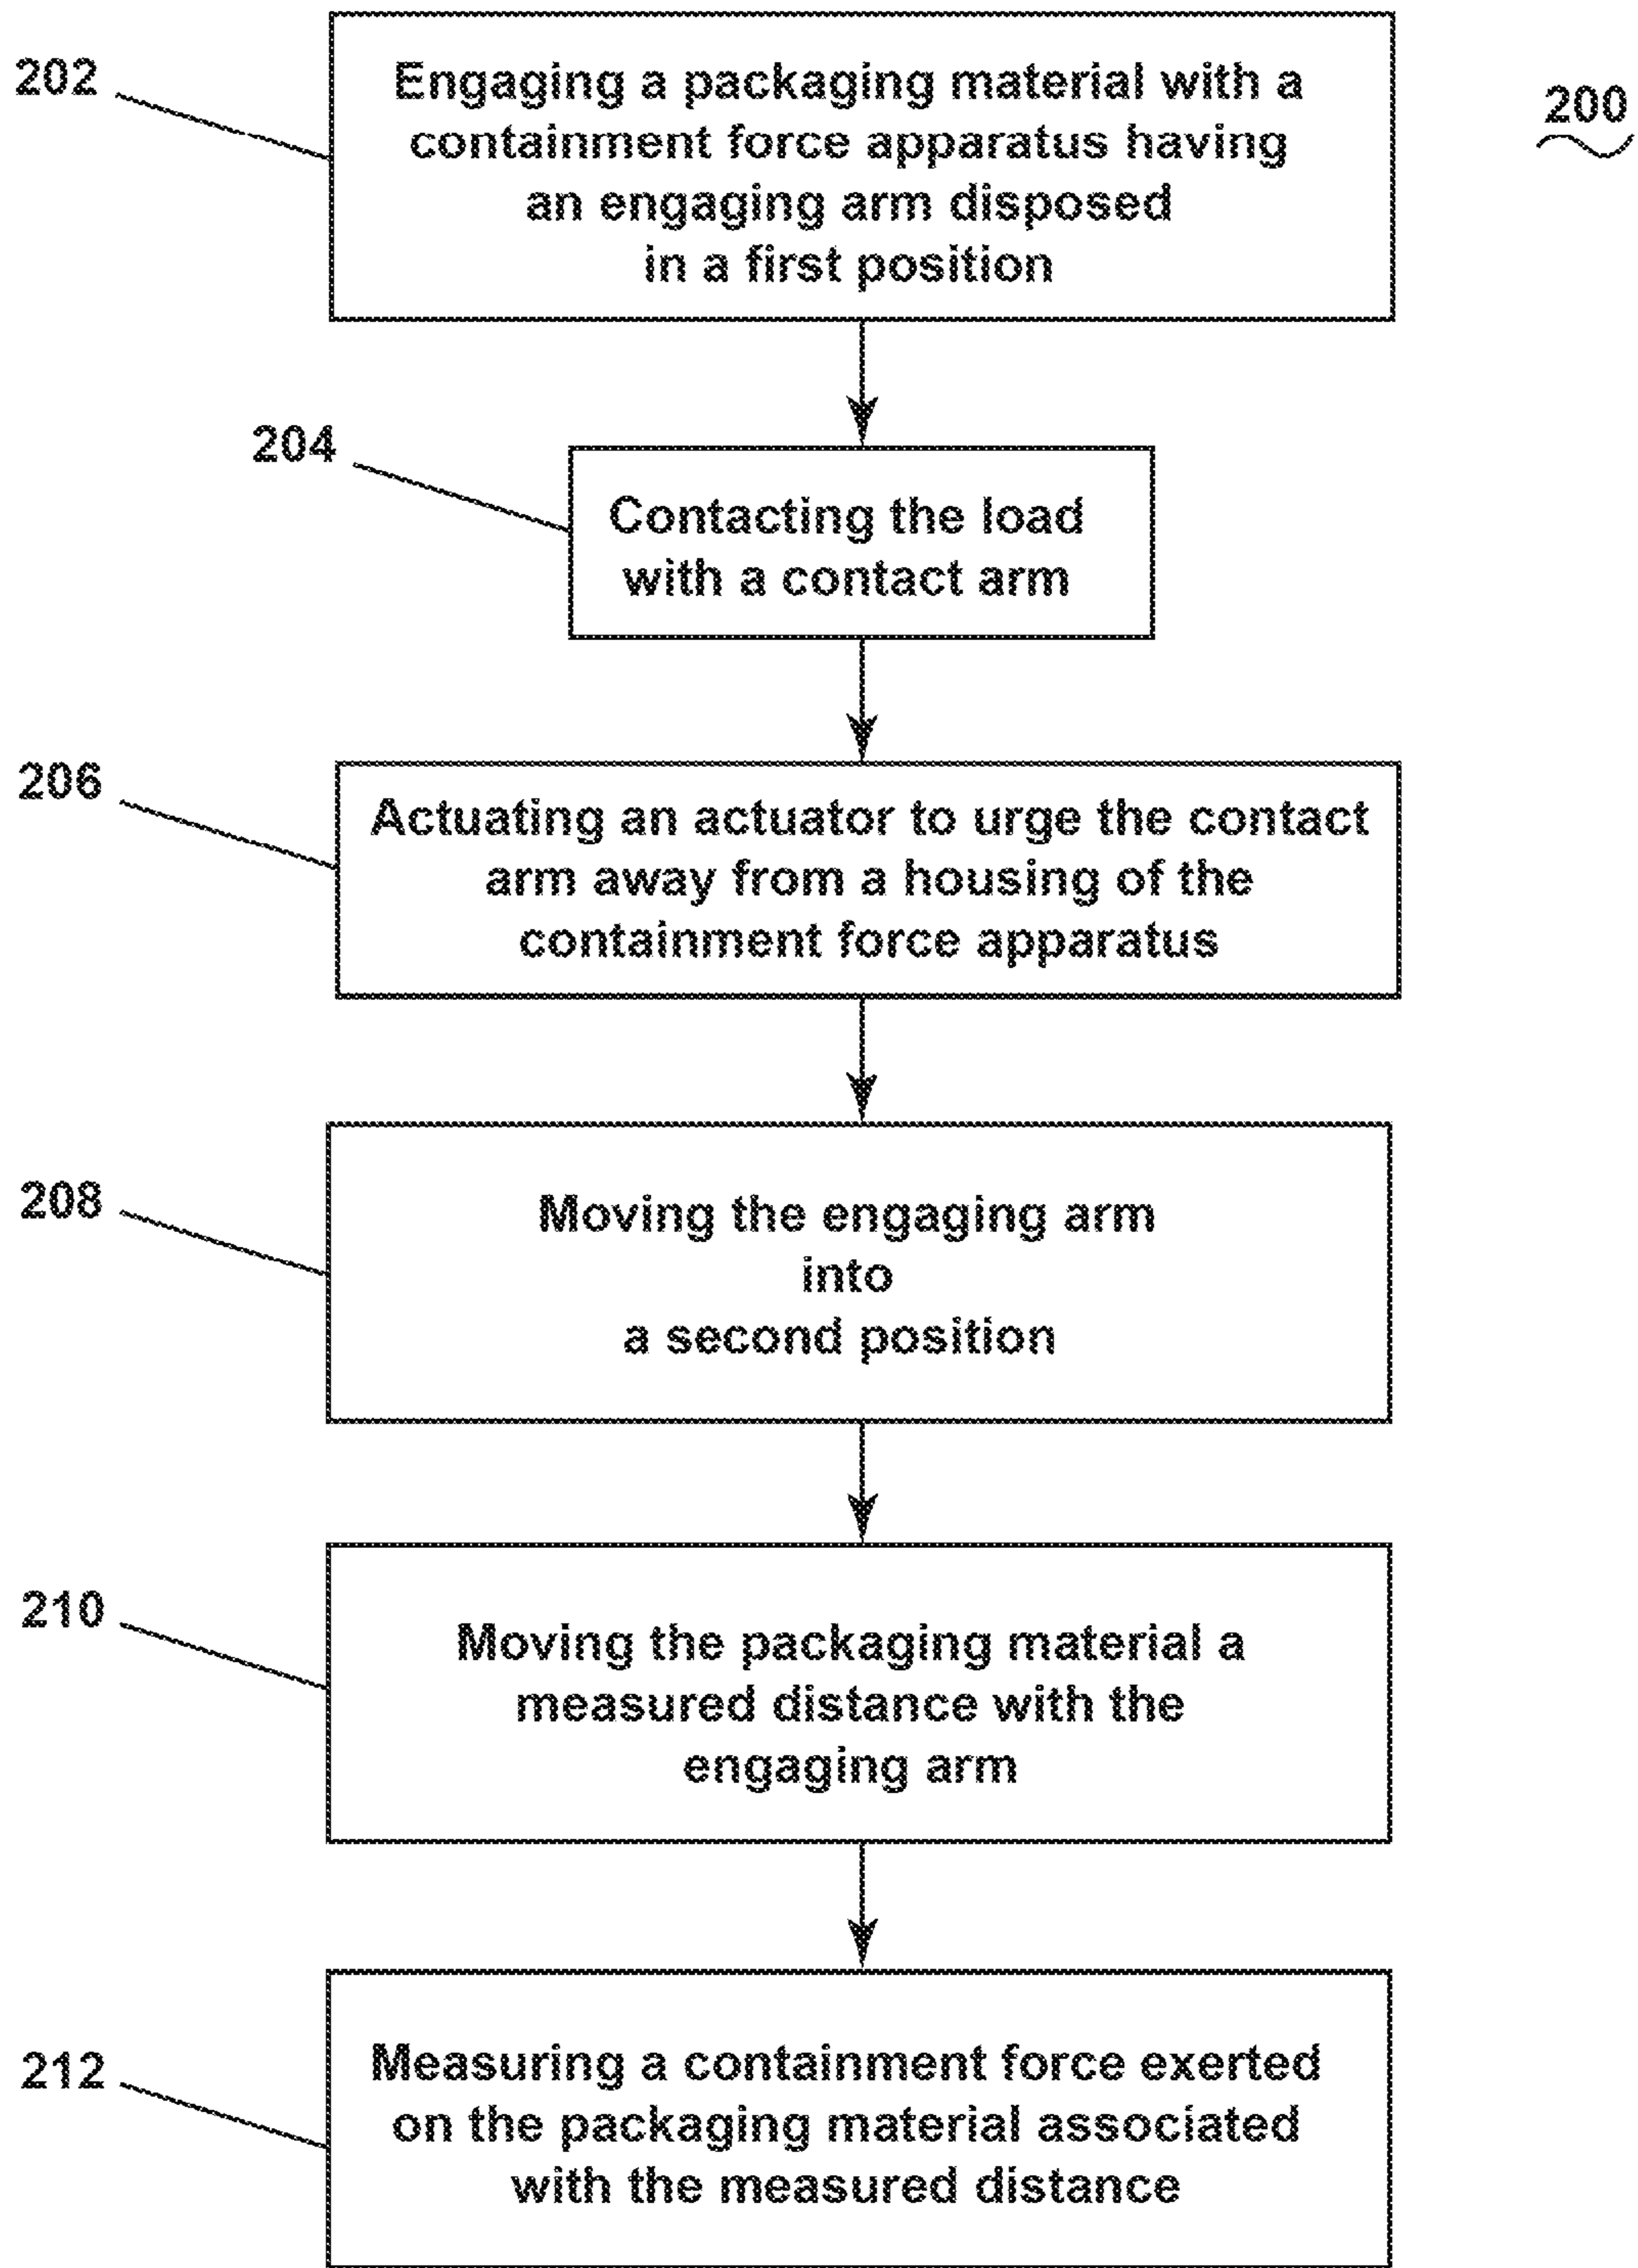 202
Engaging a packaging material with a
containment force apparatus having
an engaging arm disposed
in a first position
200
204
Contacting the load
with a contact arm
206
Actuating an actuator to urge the contact
arm away from a housing of the
containment force apparatus
208
Moving the engaging arm
into
a second position
210
Moving the packaging material a
measured distance with the
engaging arm
212
Measuring a containment force exerted
on the packaging material associated
with the measured distance